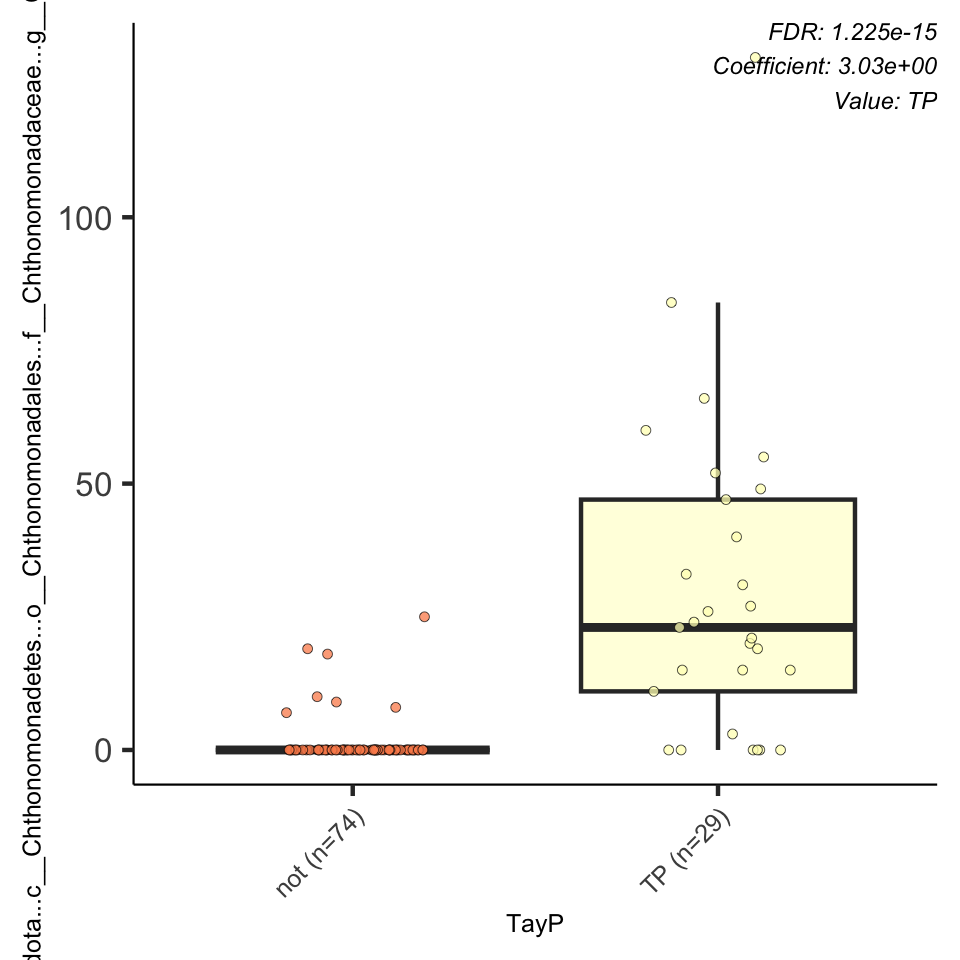 FDR: 1.225e-15
Coefficient: 3.03e+00
Value: TP
dota...c__Chthonomonadetes...o__Chthonomonadales...f__Chthonomonadaceae...g__
100
50
0
not (n=74)
TP (n=29)
TayP